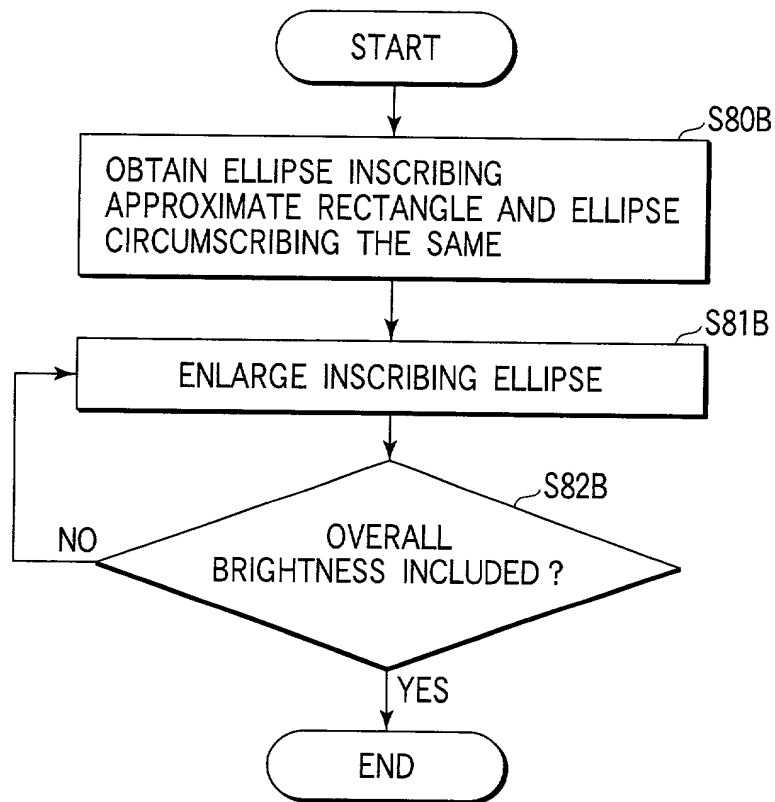 START
S80B
OBTAIN ELLIPSE INSCRIBING
APPROXIMATE RECTANGLE AND ELLIPSE
CIRCUMSCRIBING THE SAME
S81B
ENLARGE INSCRIBING ELLIPSE
S82B
NO
OVERALL
BRIGHTNESS INCLUDED ?
YES
END